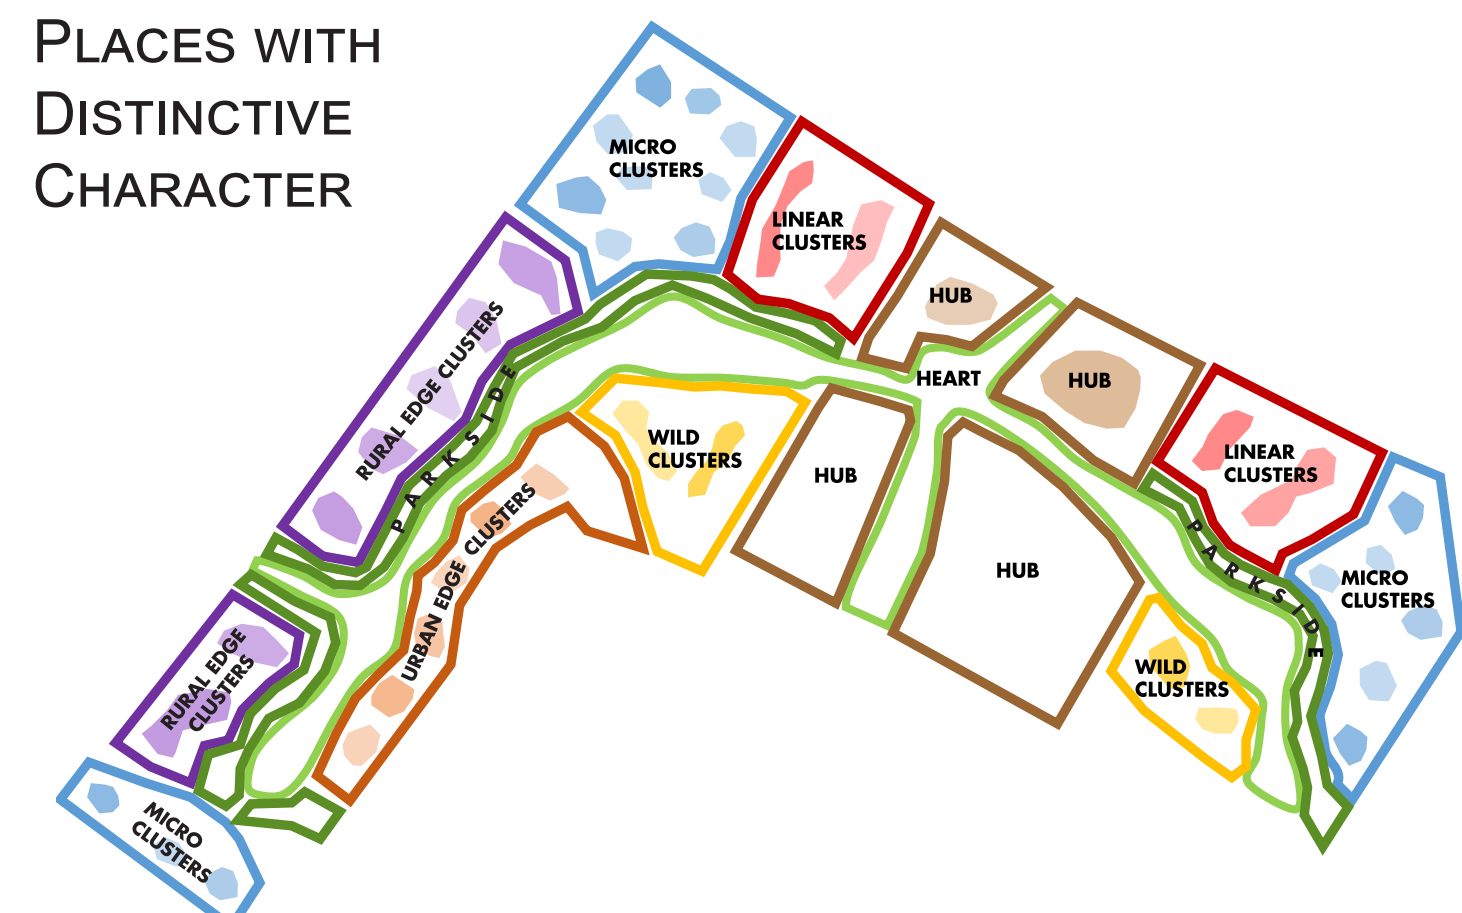 PLACES WITH
DISTINCTIVE
CHARACTER
MICRO
CLUSTERS
LINEAR
CLUSTERS
HUB
RURAL EDGE CLUSTERS
PARKSIDE
HEART
HUB
WILD
CLUSTERS
HUB
LINEAR
CLUSTERS
URBAN EDGE CLUSTERS
HUB
PARKSIDE
MICRO
CLUSTERS
RURAL EDGE
CLUSTERS
WILD
CLUSTERS
MICRO
CLUSTERS